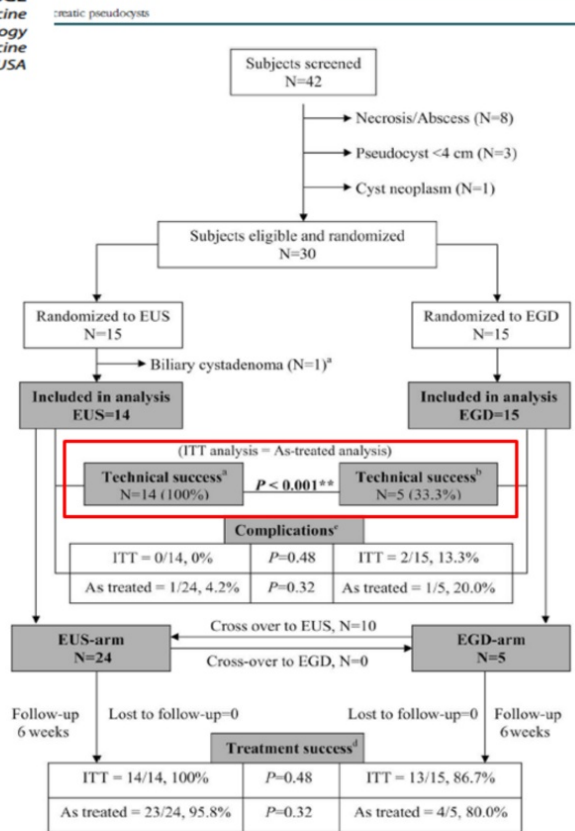 cine
logy
cine
USA
creatic pseudocysts
Subjects screened
N=42
Necrosis/Abscess (N=8)
Pseudocyst <4 cm (N=3)
Cyst neoplasm (N=1)
Subjects eligible and randomized
N=30
Randomized to EUS
N=15
Randomized to EGD
N=15
Biliary cystadenoma (N=1)ᵃ
Included in analysis
EUS=14
Included in analysis
EGD=15
(ITT analysis = As-treated analysis)
Technical successᵃ
N=14 (100%)
P < 0.001**
Technical successᵇ
N=5 (33.3%)
Complicationsᶜ
ITT = 0/14, 0% P=0.48 ITT = 2/15, 13.3%
As treated = 1/24, 4.2% P=0.32 As treated = 1/5, 20.0%
Cross over to EUS, N=10
EUS-arm
N=24
EGD-arm
N=5
Cross-over to EGD, N=0
Follow-up
6 weeks
Lost to follow-up=0
Lost to follow-up=0
Follow-up
6 weeks
Treatment successᵈ
ITT = 14/14, 100% P=0.48 ITT = 13/15, 86.7%
As treated = 23/24, 95.8% P=0.32 As treated = 4/5, 80.0%